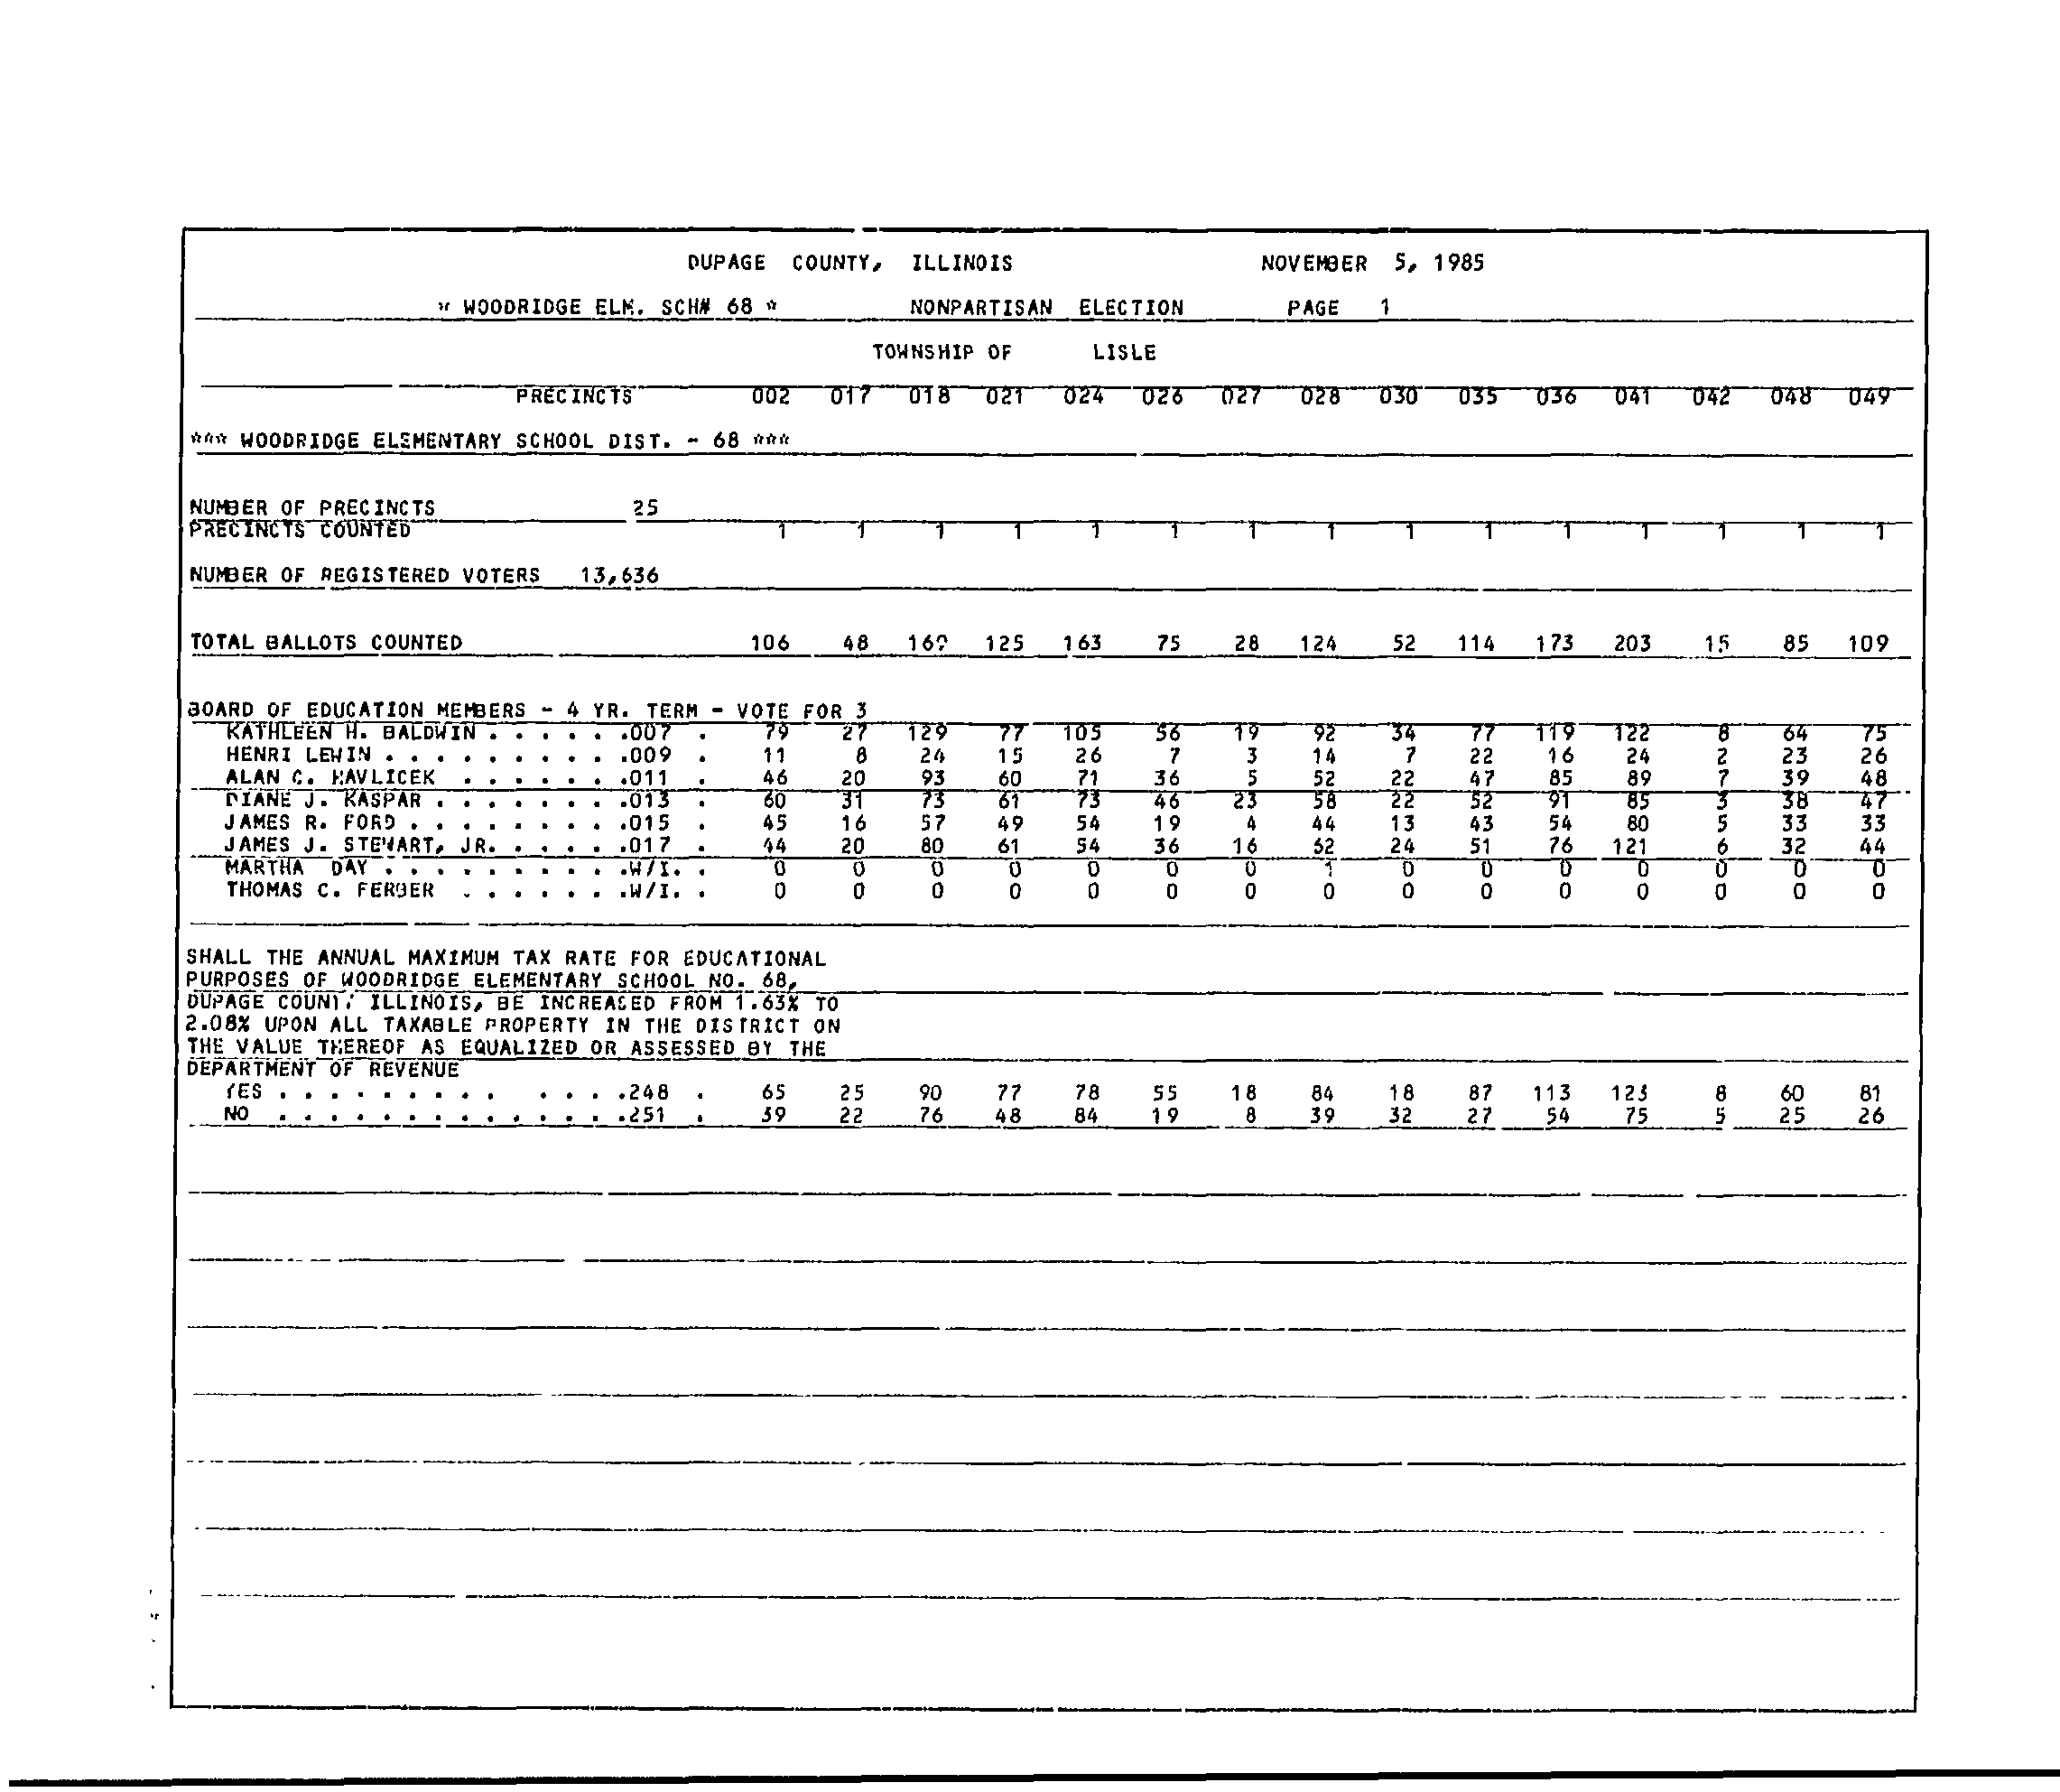 DUPAGE COUNTY, ILLINOIS NOVEMBER 5, 1985
* WOODRIDGE ELM. SCH# 68 * NONPARTISAN ELECTION PAGE 1
TOWNSHIP OF LISLE
PRECINCTS 002 017 018 021 024 026 027 028 030 035 036 041 042 048 049
*** WOODRIDGE ELEMENTARY SCHOOL DIST. - 68 ***
NUMBER OF PRECINCTS 25
PRECINCTS COUNTED 1 1 1 1 1 1 1 1 1 1 1 1 1 1 1
NUMBER OF REGISTERED VOTERS 13,636
TOTAL BALLOTS COUNTED 106 48 125 163 75 28 124 52 114 173 203 15 85 109
BOARD OF EDUCATION MEMBERS - 4 YR. TERM - VOTE FOR 3
KATHLEEN H. BALDWIN . . . . . .007 . 79 27 129 77 105 56 19 92 34 77 119 122 8 64 75
HENRI LEWIN . . . . . . . . . .009 . 11 8 24 15 26 7 3 14 7 22 16 24 2 23 26
ALAN C. HAVLICEK . . . . . . .011 . 46 20 93 60 71 36 5 52 22 47 85 89 7 39 48
DIANE J. KASPAR . . . . . . . .013 . 60 31 73 61 73 46 23 58 22 52 91 85 3 38 47
JAMES R. FORD . . . . . . . . .015 . 45 16 57 49 54 19 4 44 13 43 54 80 5 33 33
JAMES J. STEWART, JR. . . . . .017 . 44 20 80 61 54 36 16 52 24 51 76 121 6 32 44
MARTHA DAY . . . . . . . . . .W/I. . 0 0 0 0 0 0 0 1 0 0 0 0 0 0 0
THOMAS C. FERBER . . . . . . .W/I. . 0 0 0 0 0 0 0 0 0 0 0 0 0 0 0
SHALL THE ANNUAL MAXIMUM TAX RATE FOR EDUCATIONAL
PURPOSES OF WOODRIDGE ELEMENTARY SCHOOL NO. 68,
DUPAGE COUNTY ILLINOIS, BE INCREASED FROM 1.63% TO
2.08% UPON ALL TAXABLE PROPERTY IN THE DISTRICT ON
THE VALUE THEREOF AS EQUALIZED OR ASSESSED BY THE
DEPARTMENT OF REVENUE
YES . . . . . . . . . . . . .248 . 65 25 90 77 78 55 18 84 18 87 113 123 8 60 81
NO . . . . . . . . . . . . . .251 . 39 22 76 48 84 19 8 39 32 27 54 75 5 25 26